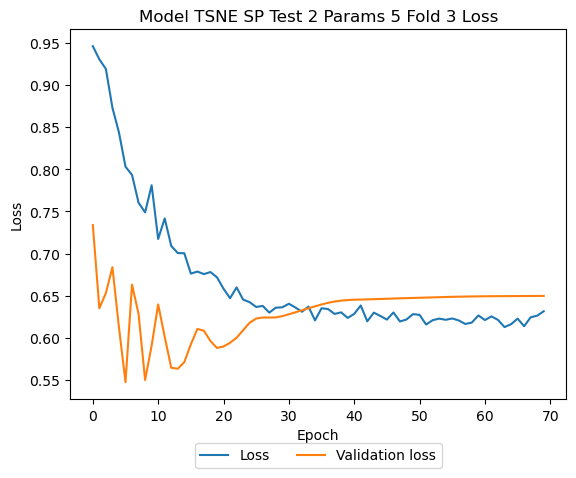 Model TSNE SP Test 2 Params 5 Fold 3 Loss
0.95
0.90
0.85
0.80
0.75
0.70
0.65
0.60
0.55
Loss
0 10 20 30 40 50 60 70
Epoch
Loss Validation loss